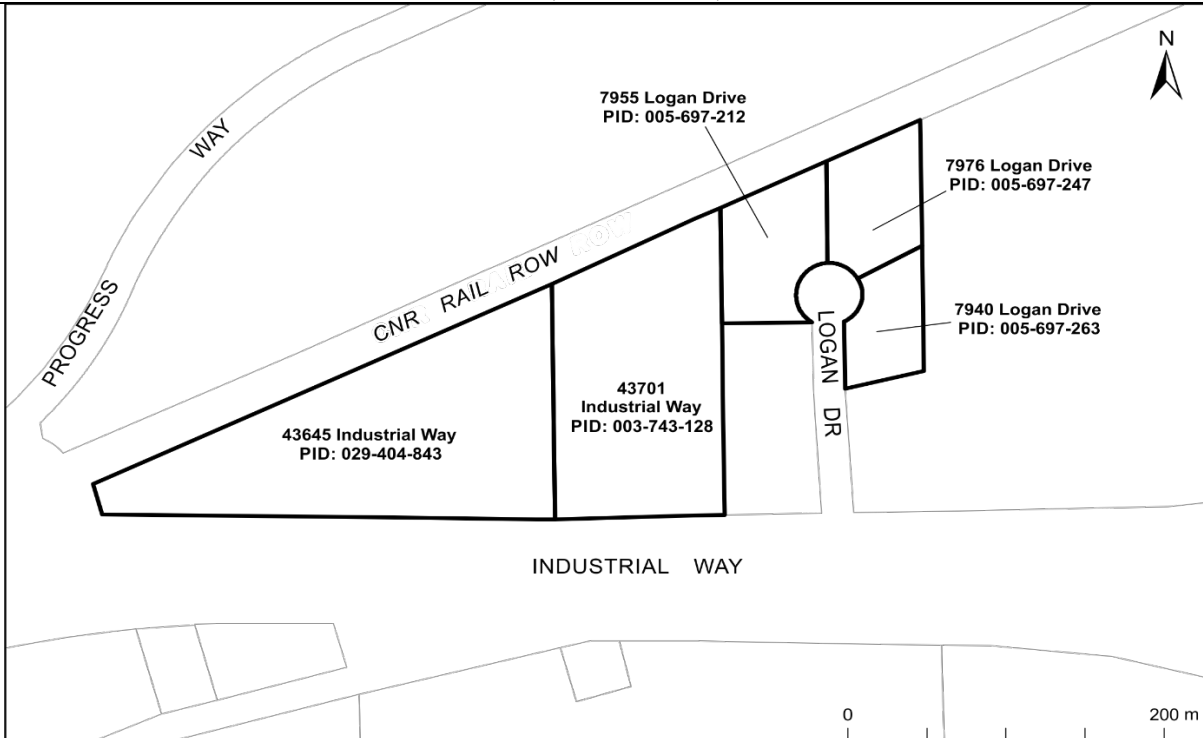 N
7955 Logan Drive
PID: 005-697-212
7976 Logan Drive
PID: 005-697-247
WAY
PROGRESS
CNR RAIL ROW
7940 Logan Drive
PID: 005-697-263
LOGAN DR
43701
Industrial Way
PID: 003-743-128
43645 Industrial Way
PID: 029-404-843
INDUSTRIAL WAY
0 200 m